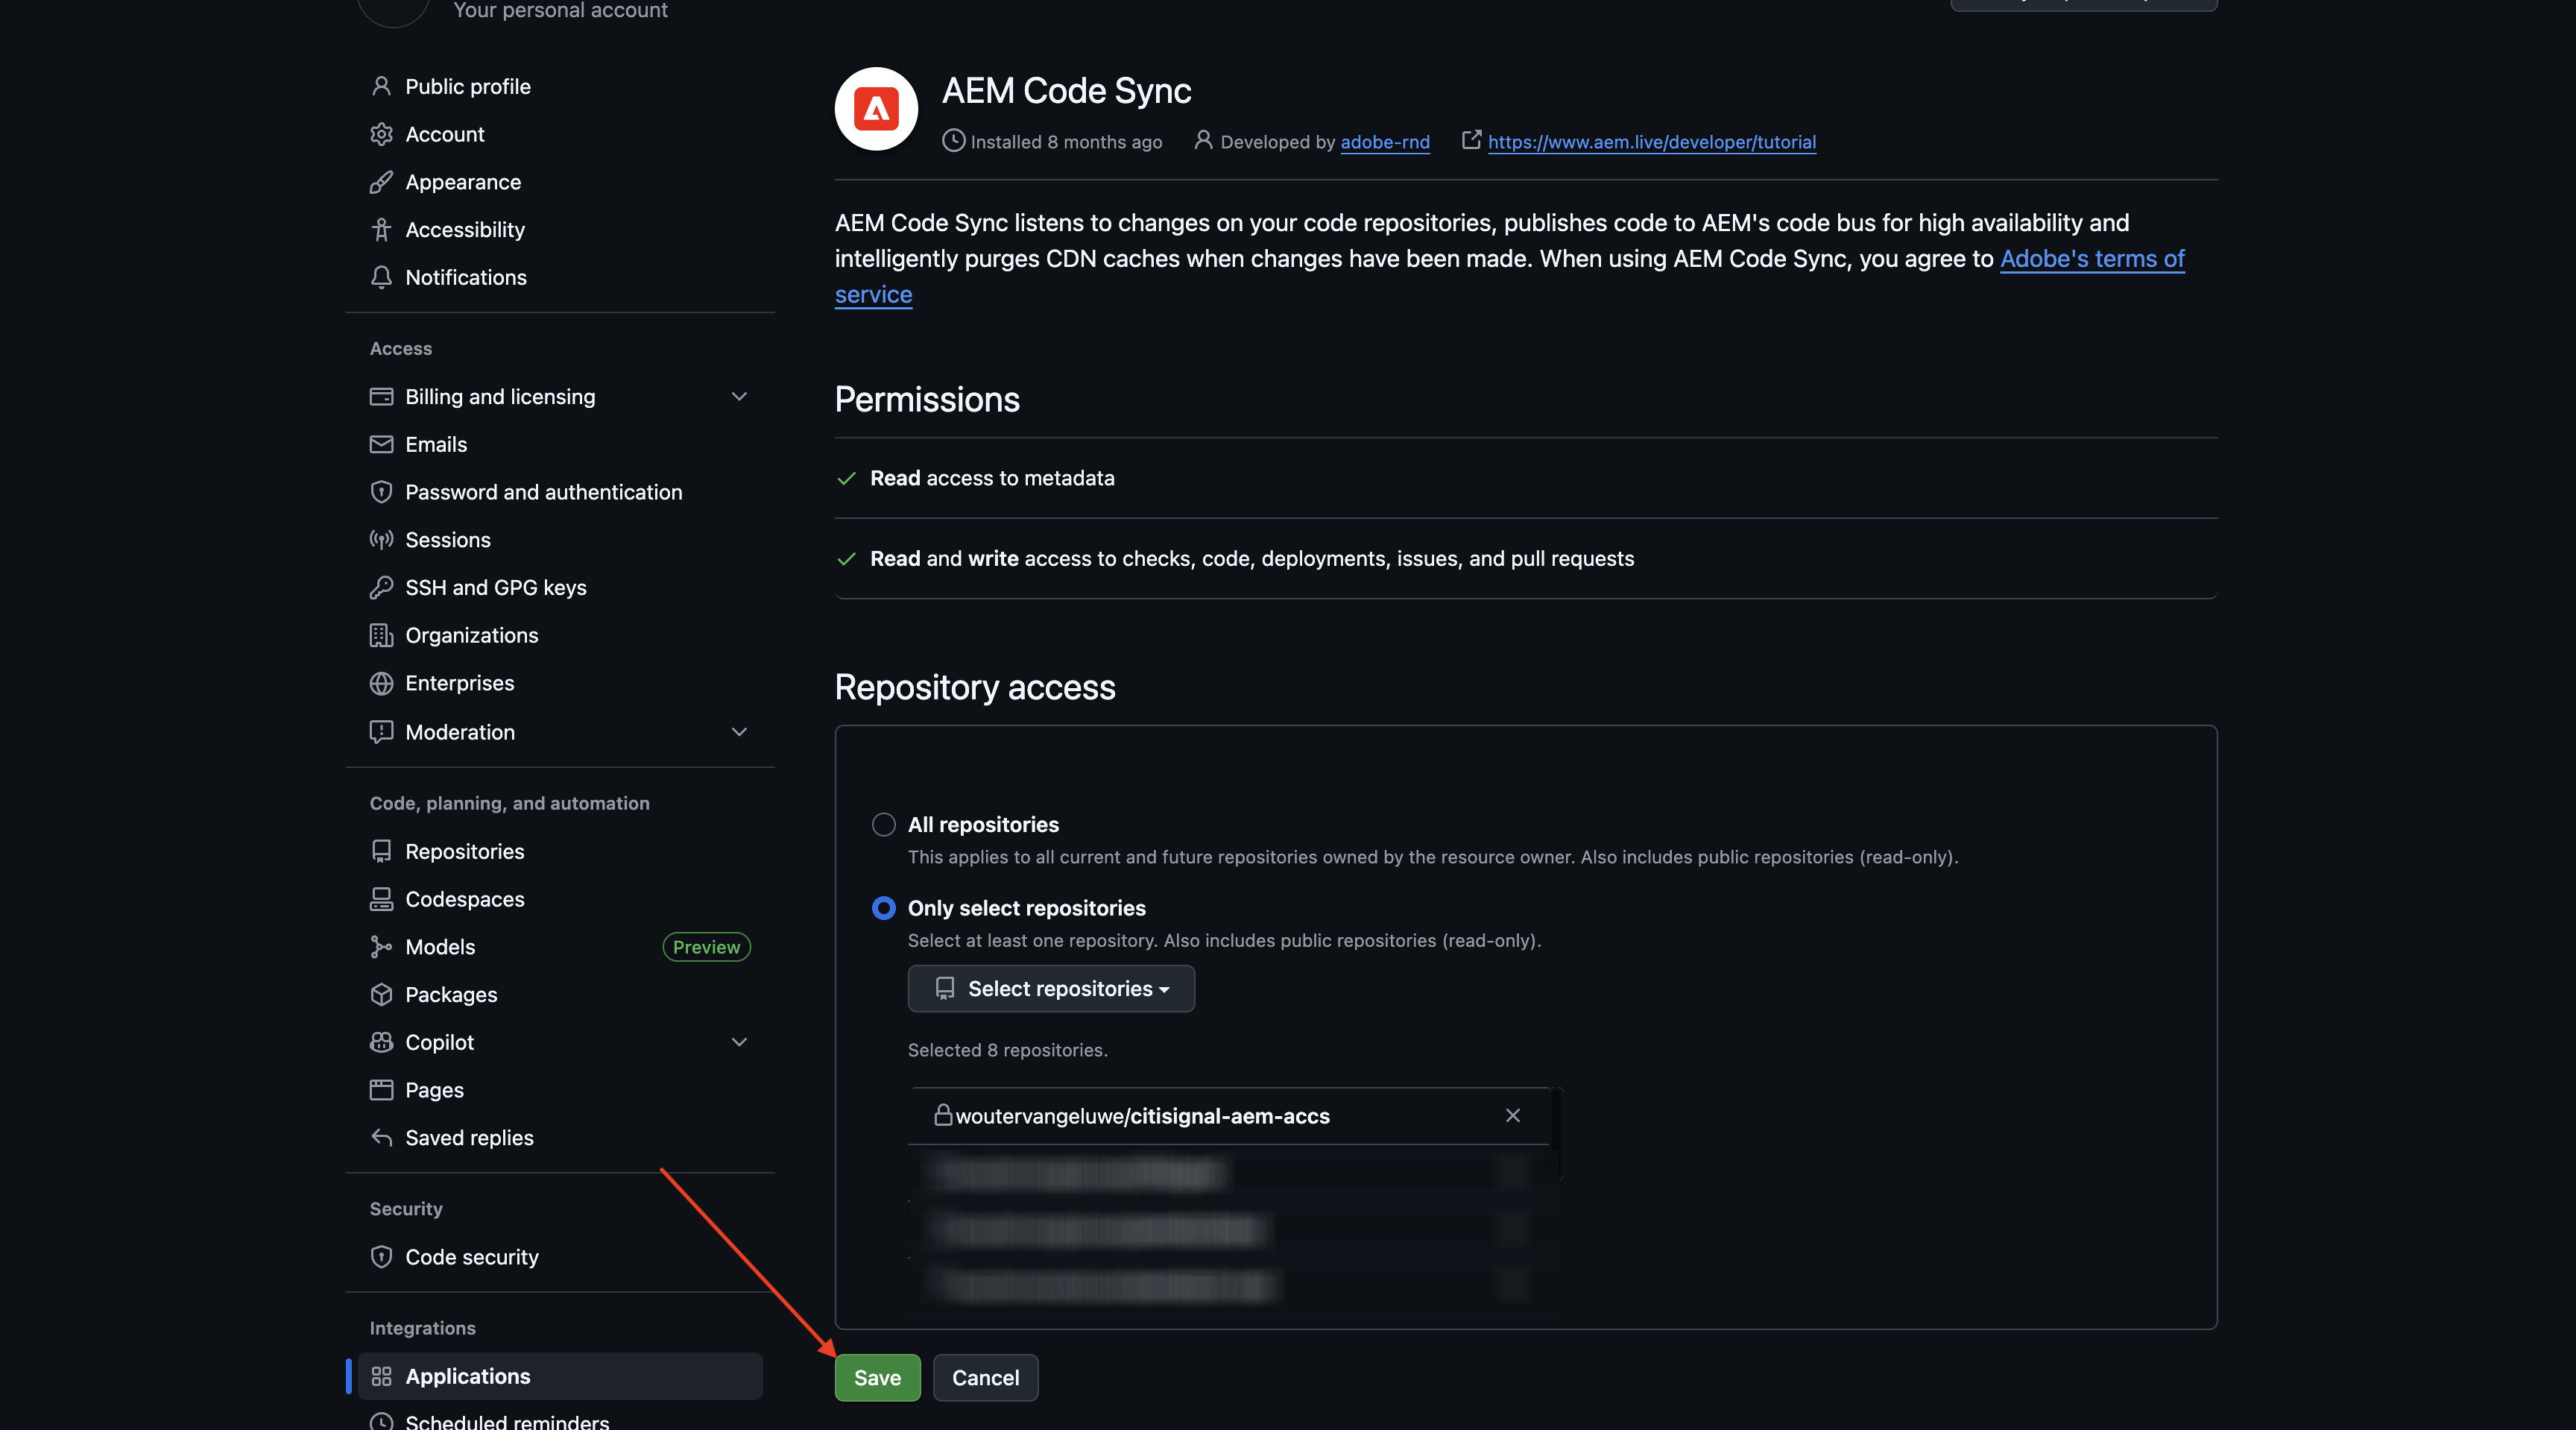 Your personal account
Public profile
Account
Appearance
Accessibility
Notifications
Access
Billing and licensing
Emails
Password and authentication
Sessions
SSH and GPG keys
Organizations
Enterprises
Moderation
Code, planning, and automation
Repositories
Codespaces
Models Preview
Packages
Copilot
Pages
Saved replies
Security
Code security
Integrations
Applications
Scheduled reminders
AEM Code Sync
Installed 8 months ago Developed by adobe-rnd https://www.aem.live/developer/tutorial
AEM Code Sync listens to changes on your code repositories, publishes code to AEM's code bus for high availability and
intelligently purges CDN caches when changes have been made. When using AEM Code Sync, you agree to Adobe's terms of
service
Permissions
Read access to metadata
Read and write access to checks, code, deployments, issues, and pull requests
Repository access
All repositories
This applies to all current and future repositories owned by the resource owner. Also includes public repositories (read-only).
Only select repositories
Select at least one repository. Also includes public repositories (read-only).
Select repositories
Selected 8 repositories.
woutervangeluwe/citisignal-aem-accs
Save Cancel